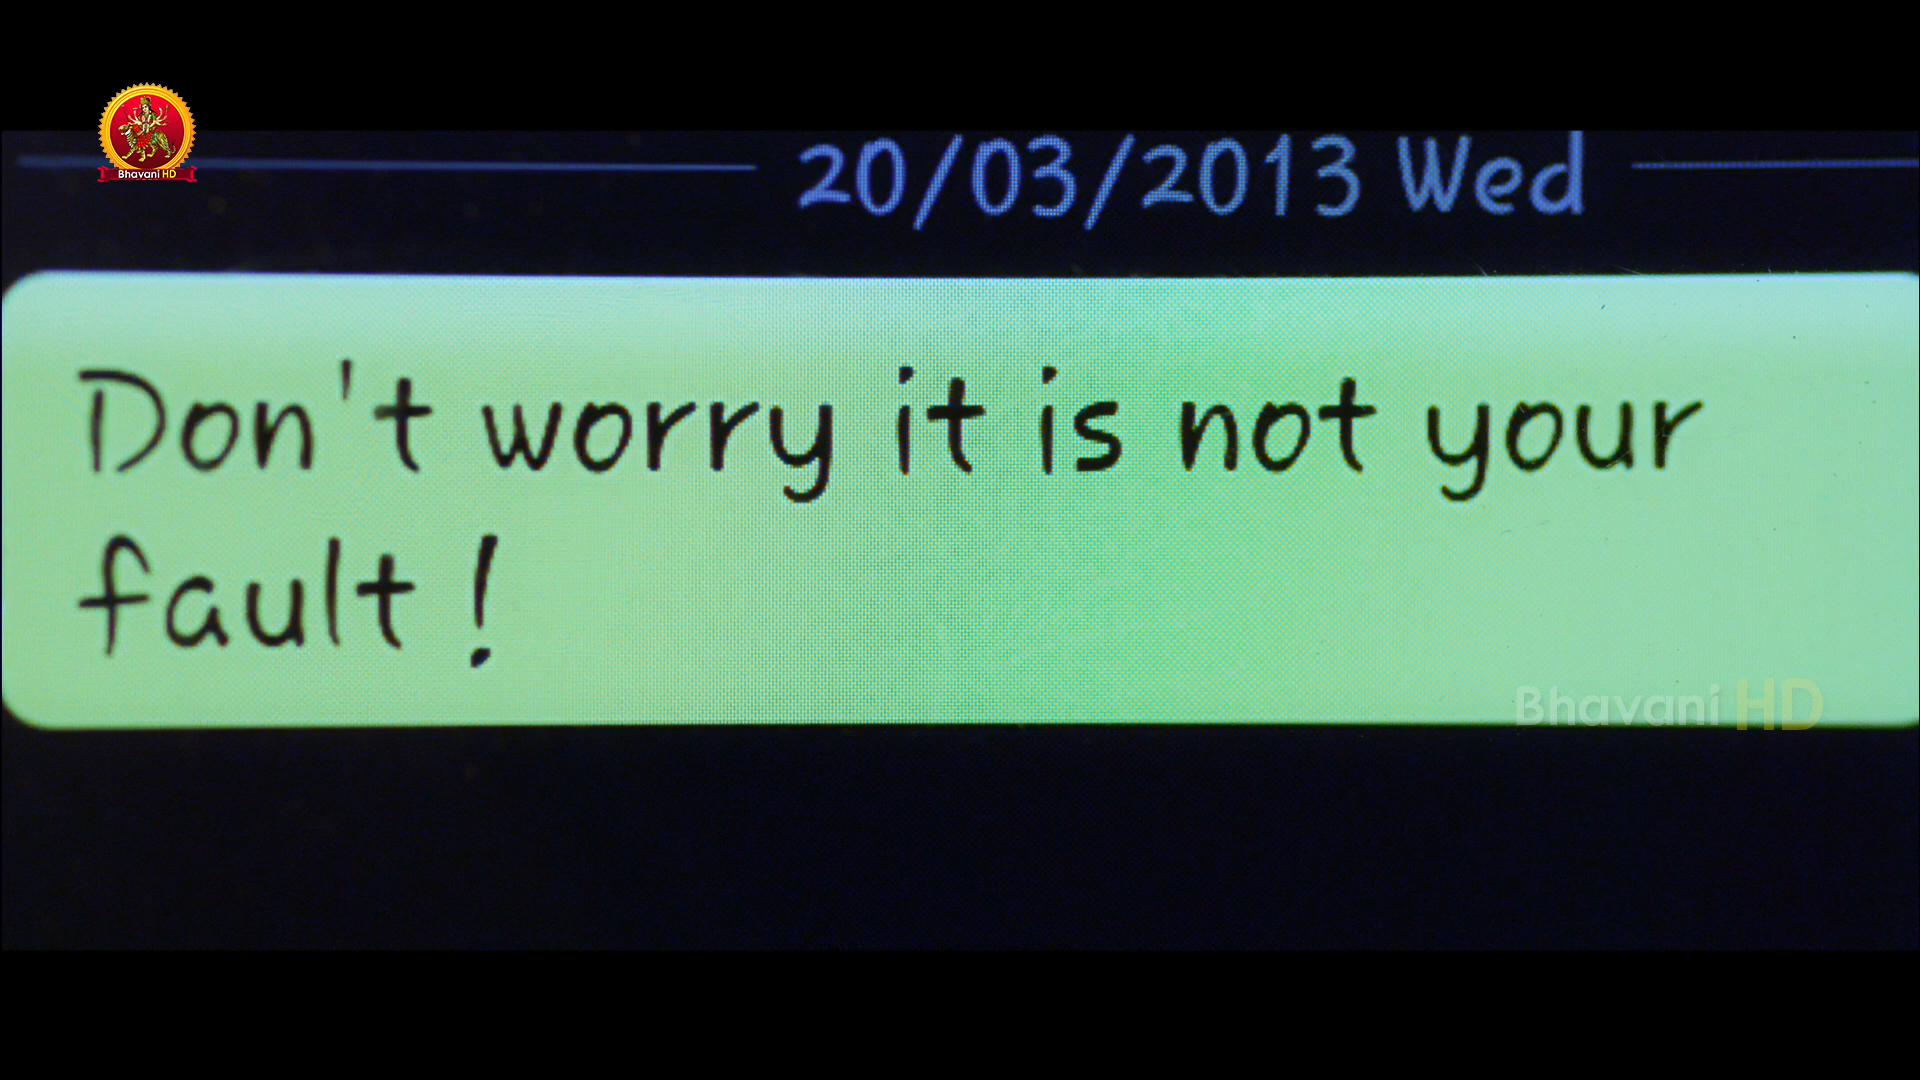 Bhavani HD
20/03/2013 Wed
Don't worry it is not your
fault !
Bhavani HD